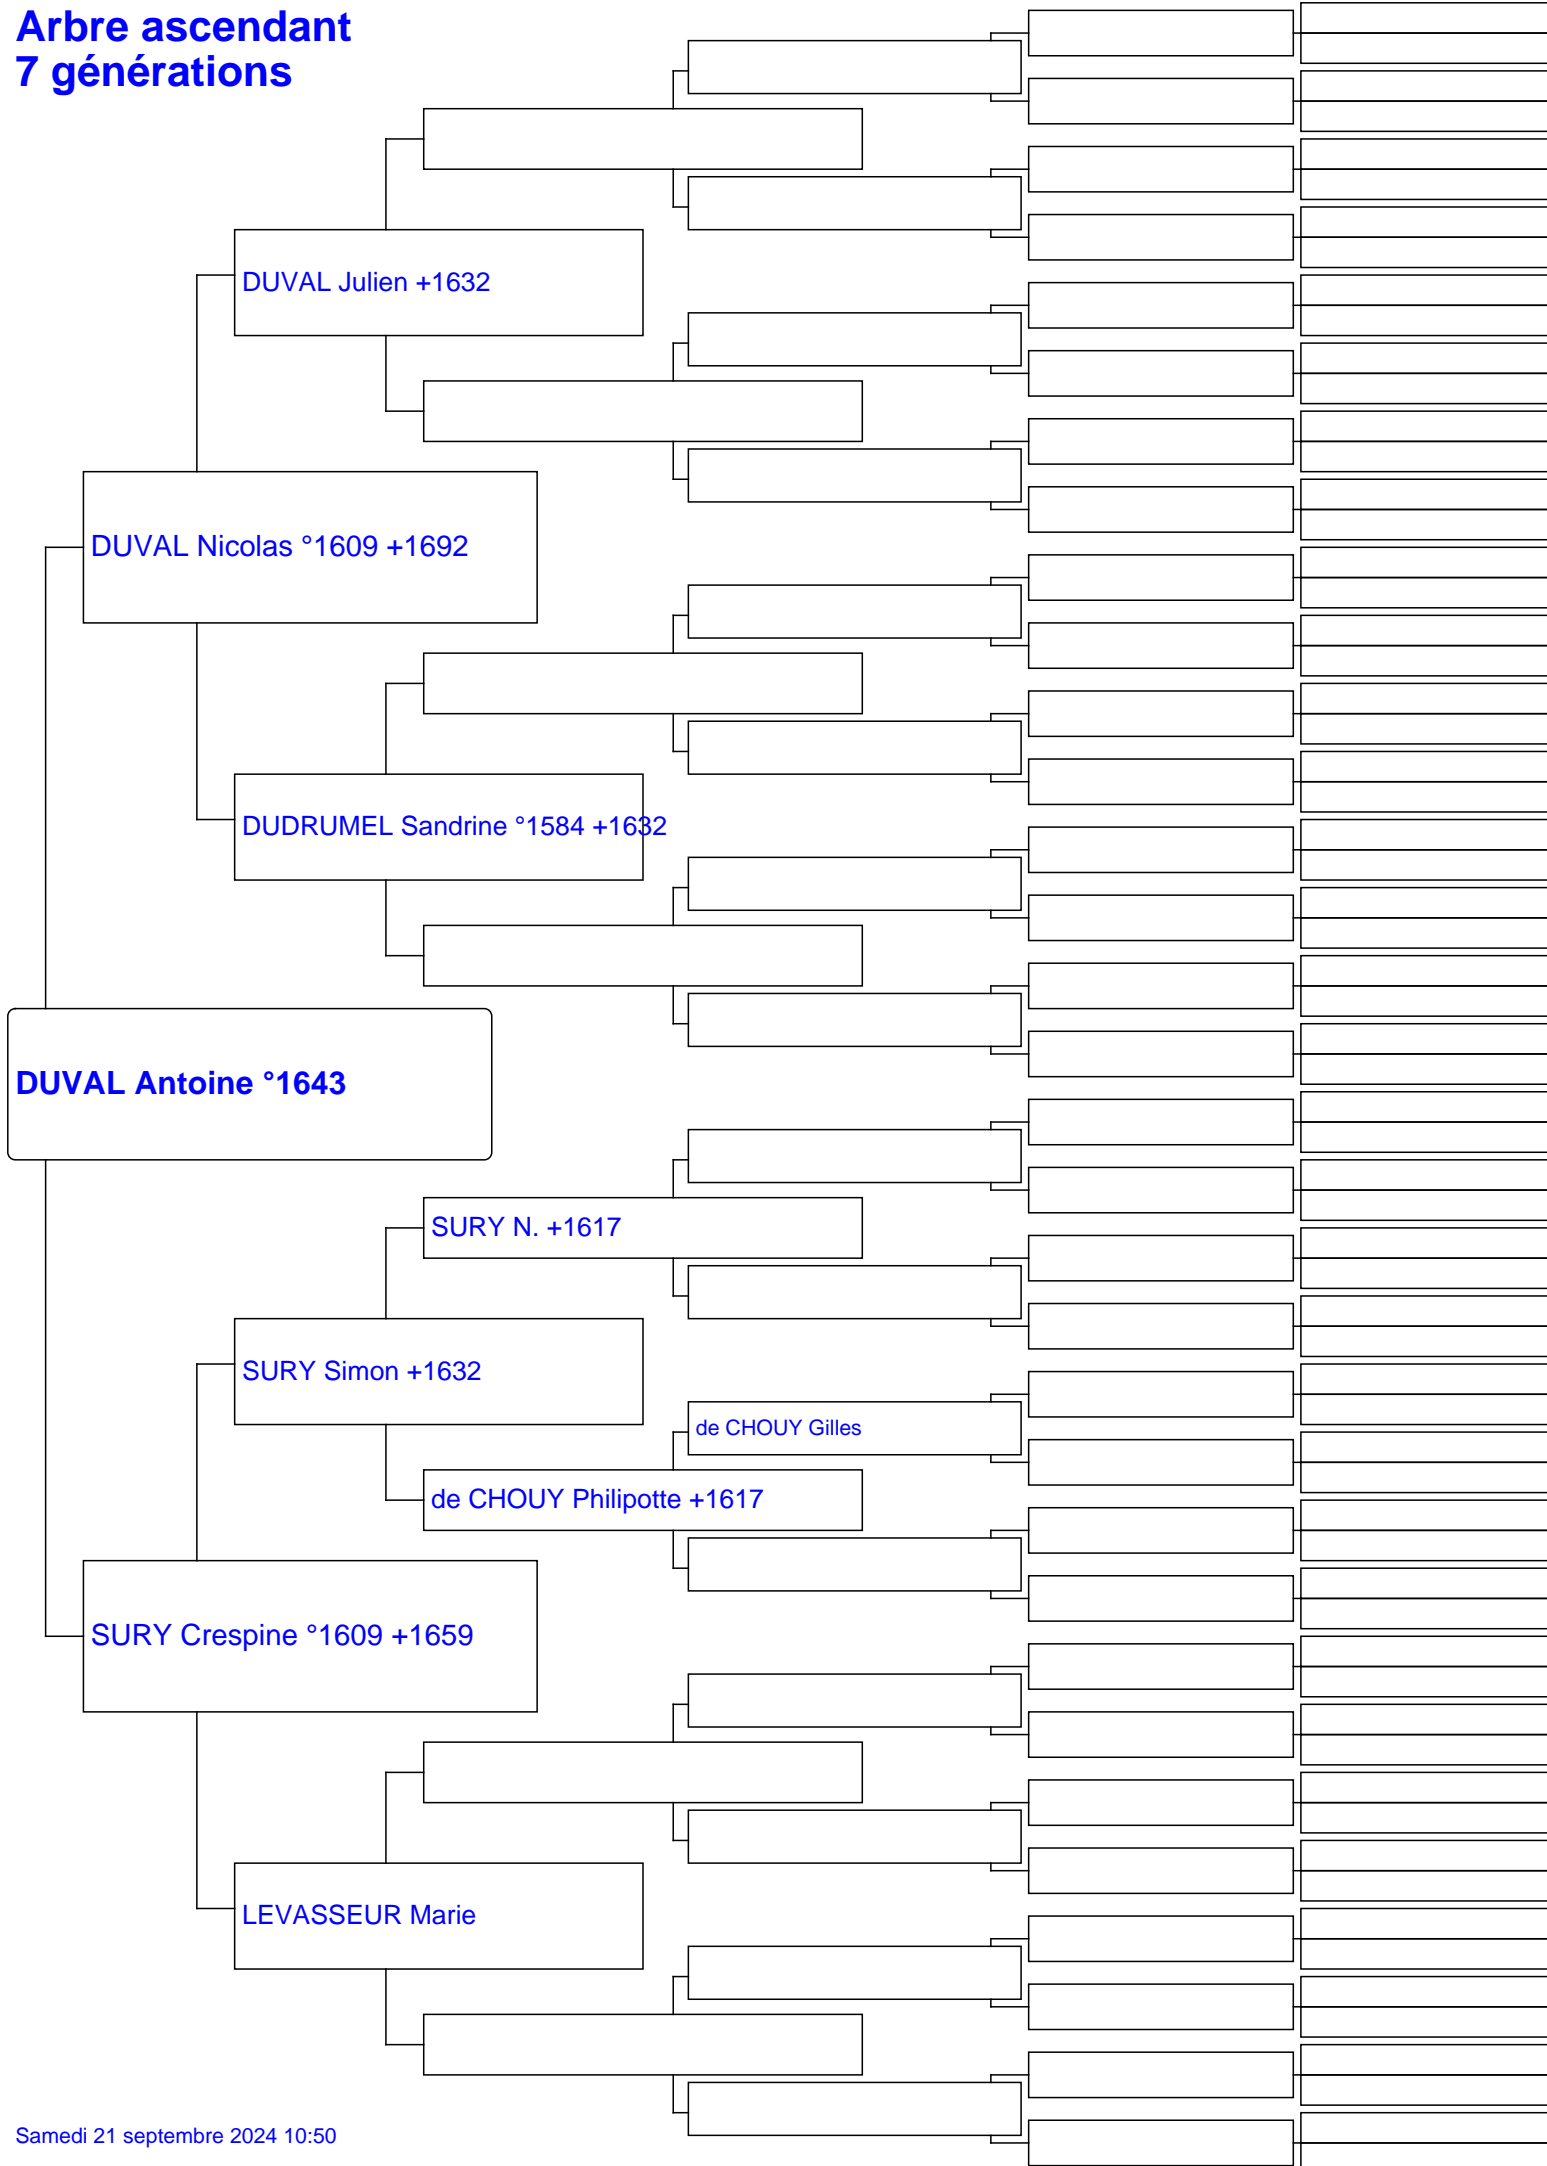 Arbre ascendant
7 générations
DUVAL Julien +1632
DUVAL Nicolas °1609 +1692
DUDRUMEL Sandrine °1584 +1632
DUVAL Antoine °1643
SURY N. +1617
SURY Simon +1632
de CHOUY Gilles
de CHOUY Philipotte +1617
SURY Crespine °1609 +1659
LEVASSEUR Marie
Samedi 21 septembre 2024 10:50